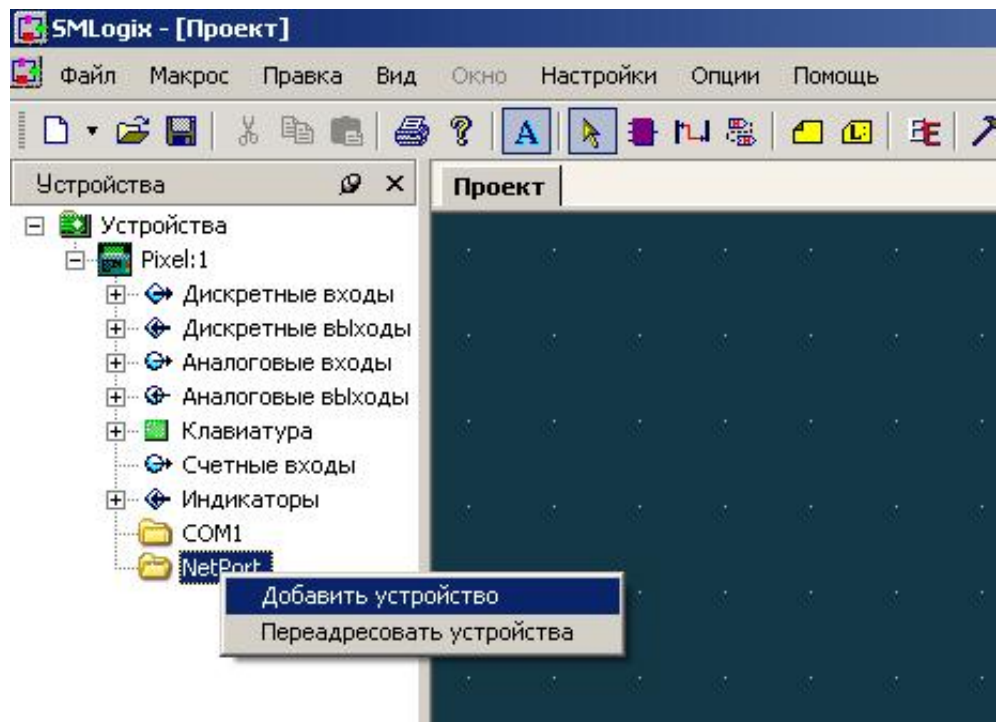 SMLogix - [Проект]
Файл Макрос Правка Вид Окно Настройки Опции Помощь
A
Устройства
Проект
Устройства
Pixel:1
Дискретные входы
Дискретные вЫходы
Аналоговые входы
Аналоговые вЫходы
Клавиатура
Счетные входы
Индикаторы
COM1
NetPort
Добавить устройство
Переадресовать устройства